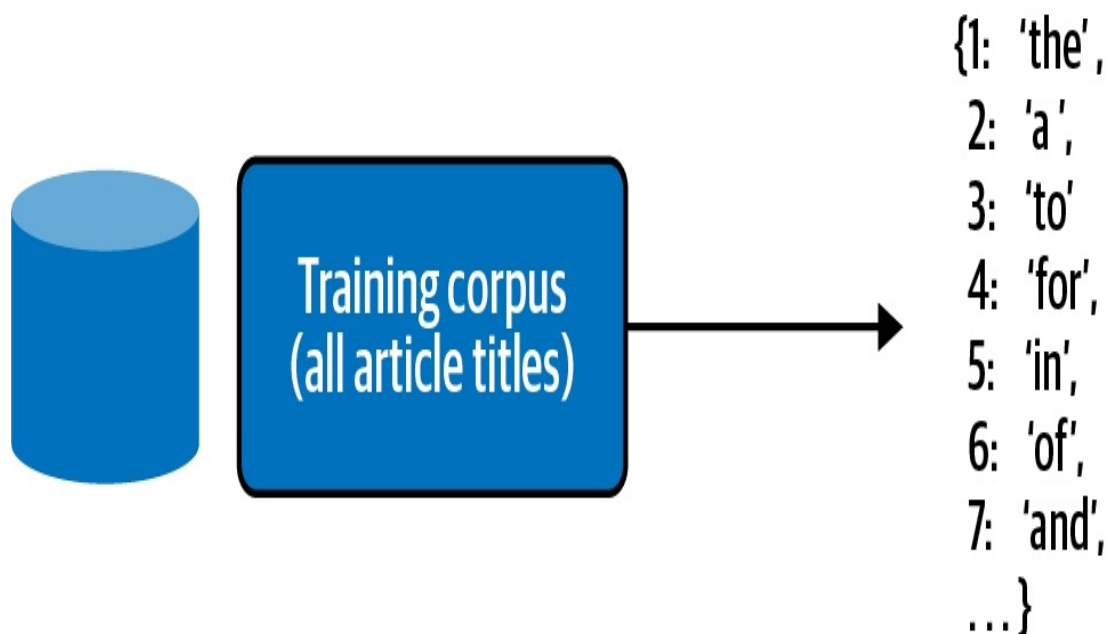 Training corpus
(all article titles)
{1: ‘the’,
2: ‘a’,
3: ‘to’
4: ‘for’,
5: ‘in’,
6: ‘of’,
7: ‘and’,
...}